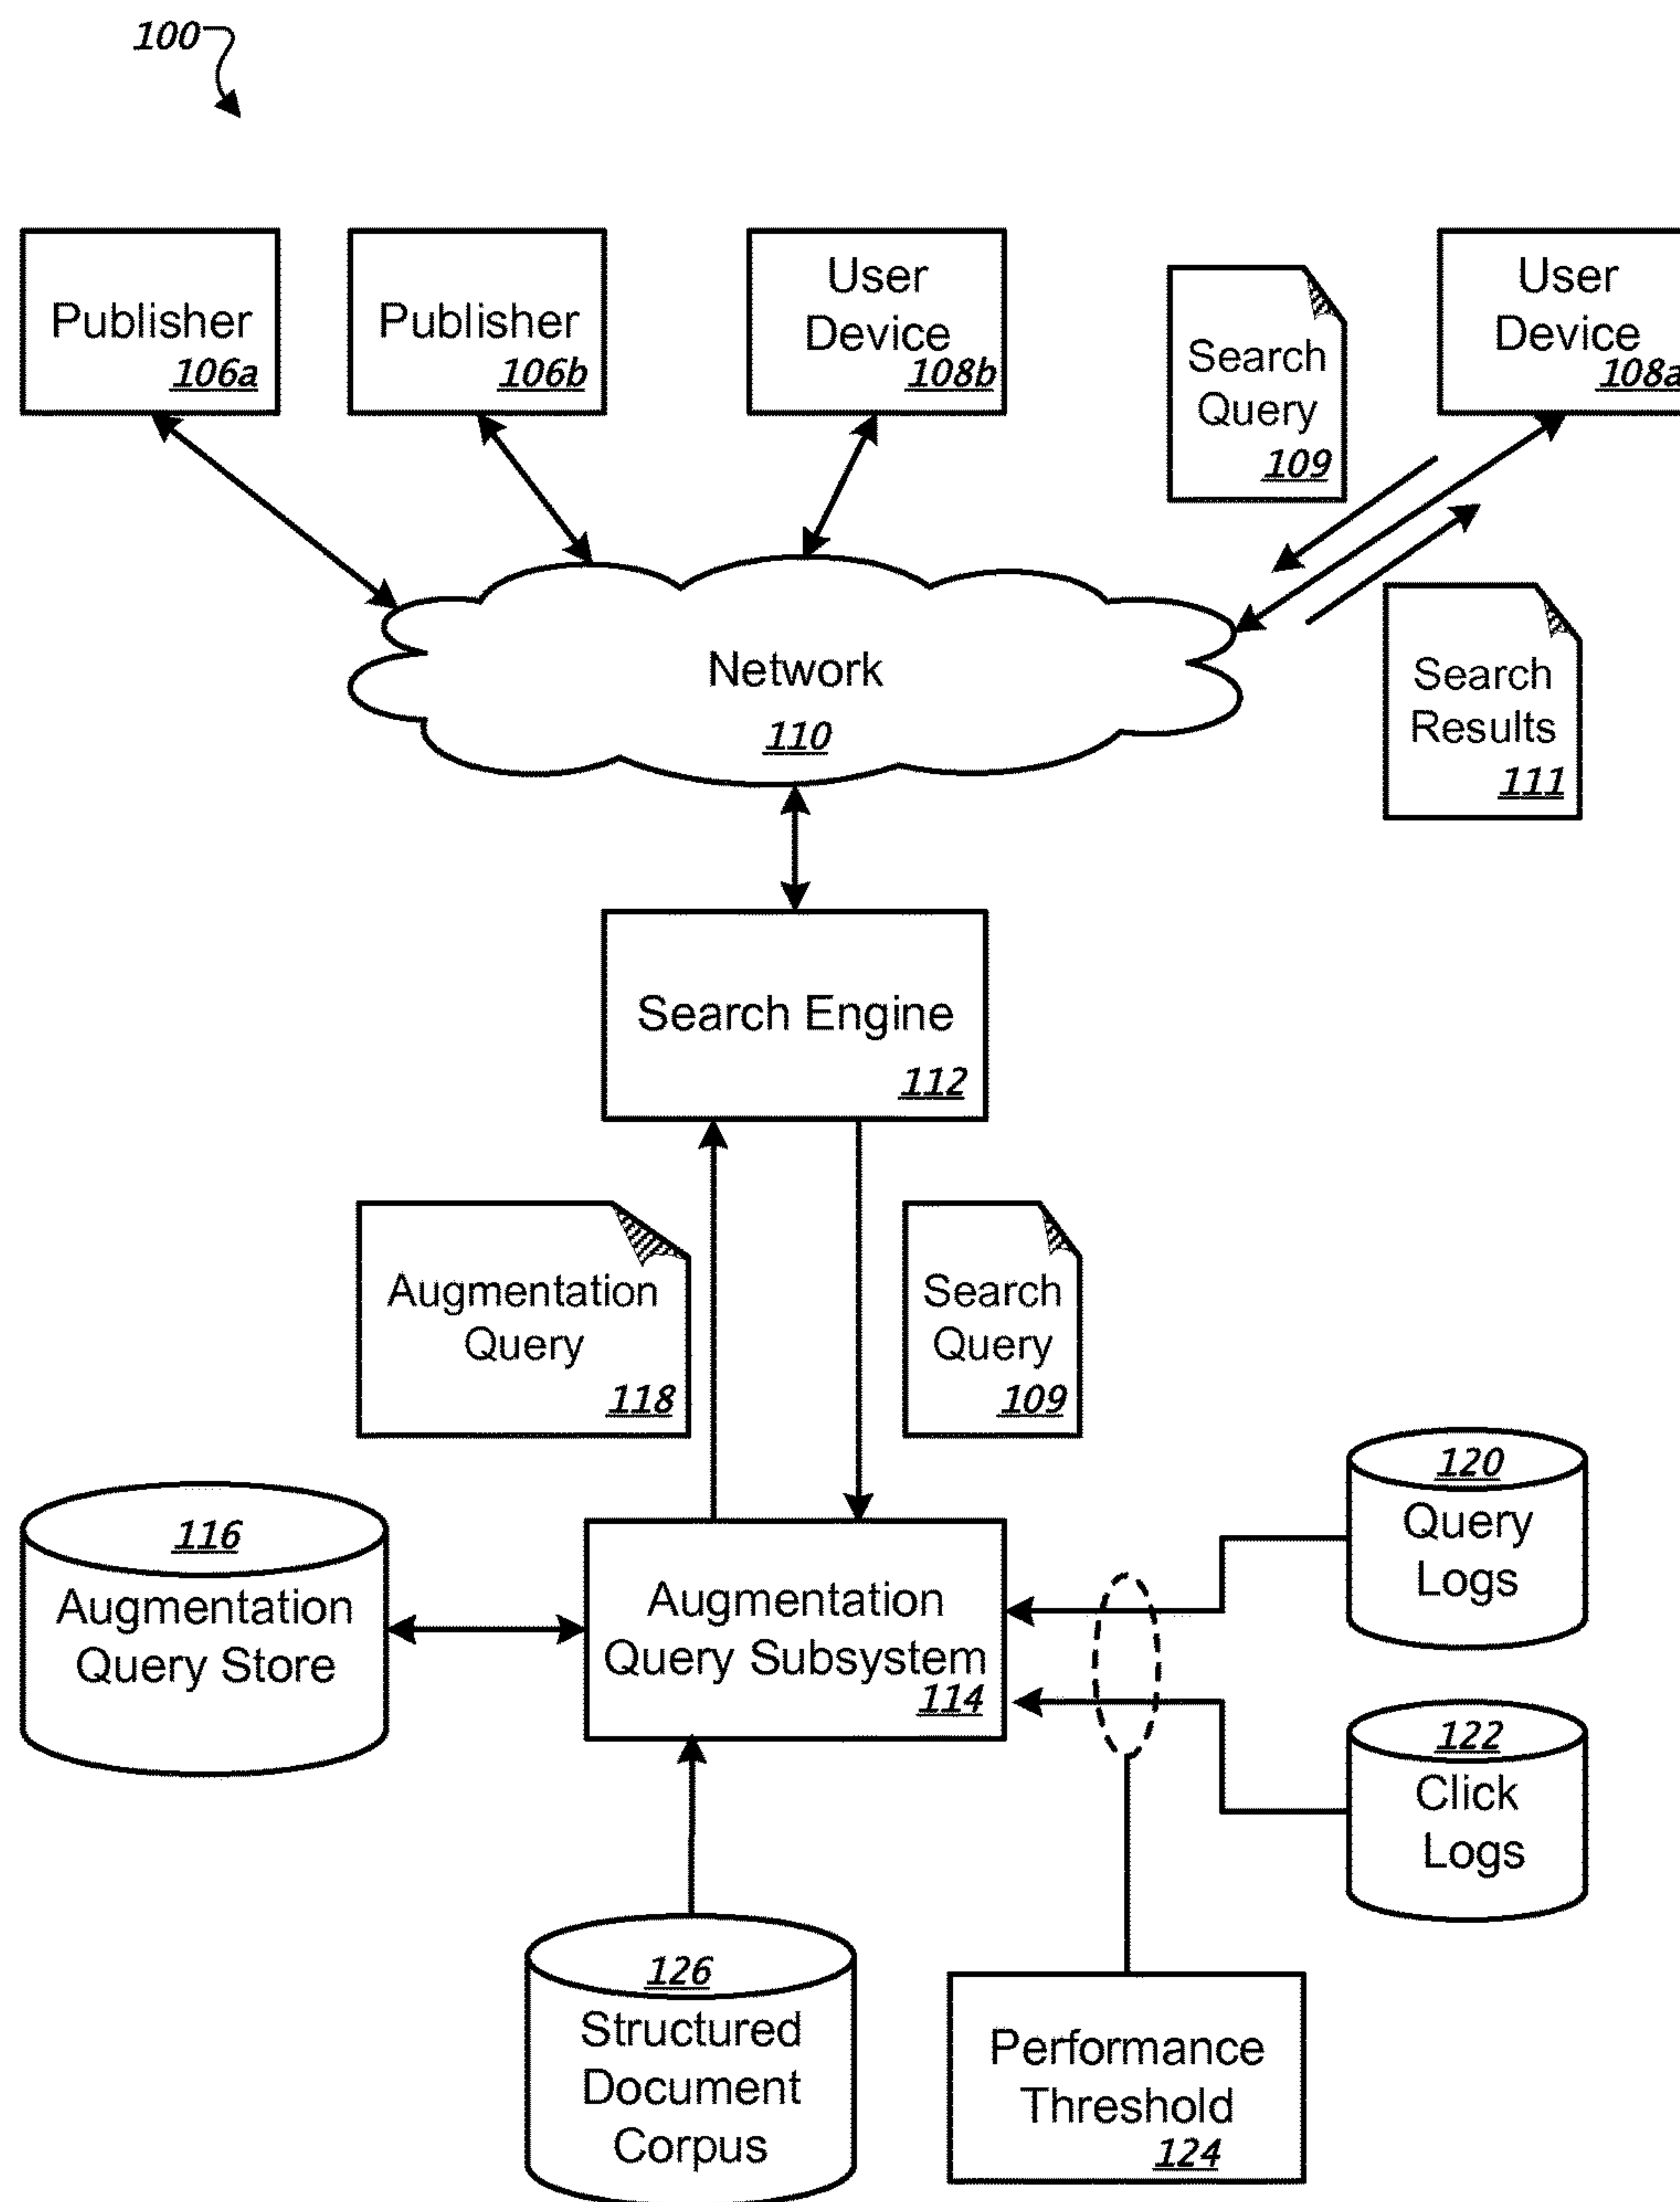 100
Publisher
106a
Publisher
106b
User
Device
108b
Search
Query
109
User
Device
108a
Network
110
Search
Results
111
Search Engine
112
Augmentation
Query
118
Search
Query
109
116
Augmentation
Query Store
Augmentation
Query Subsystem
114
120
Query
Logs
122
Click
Logs
126
Structured
Document
Corpus
Performance
Threshold
124